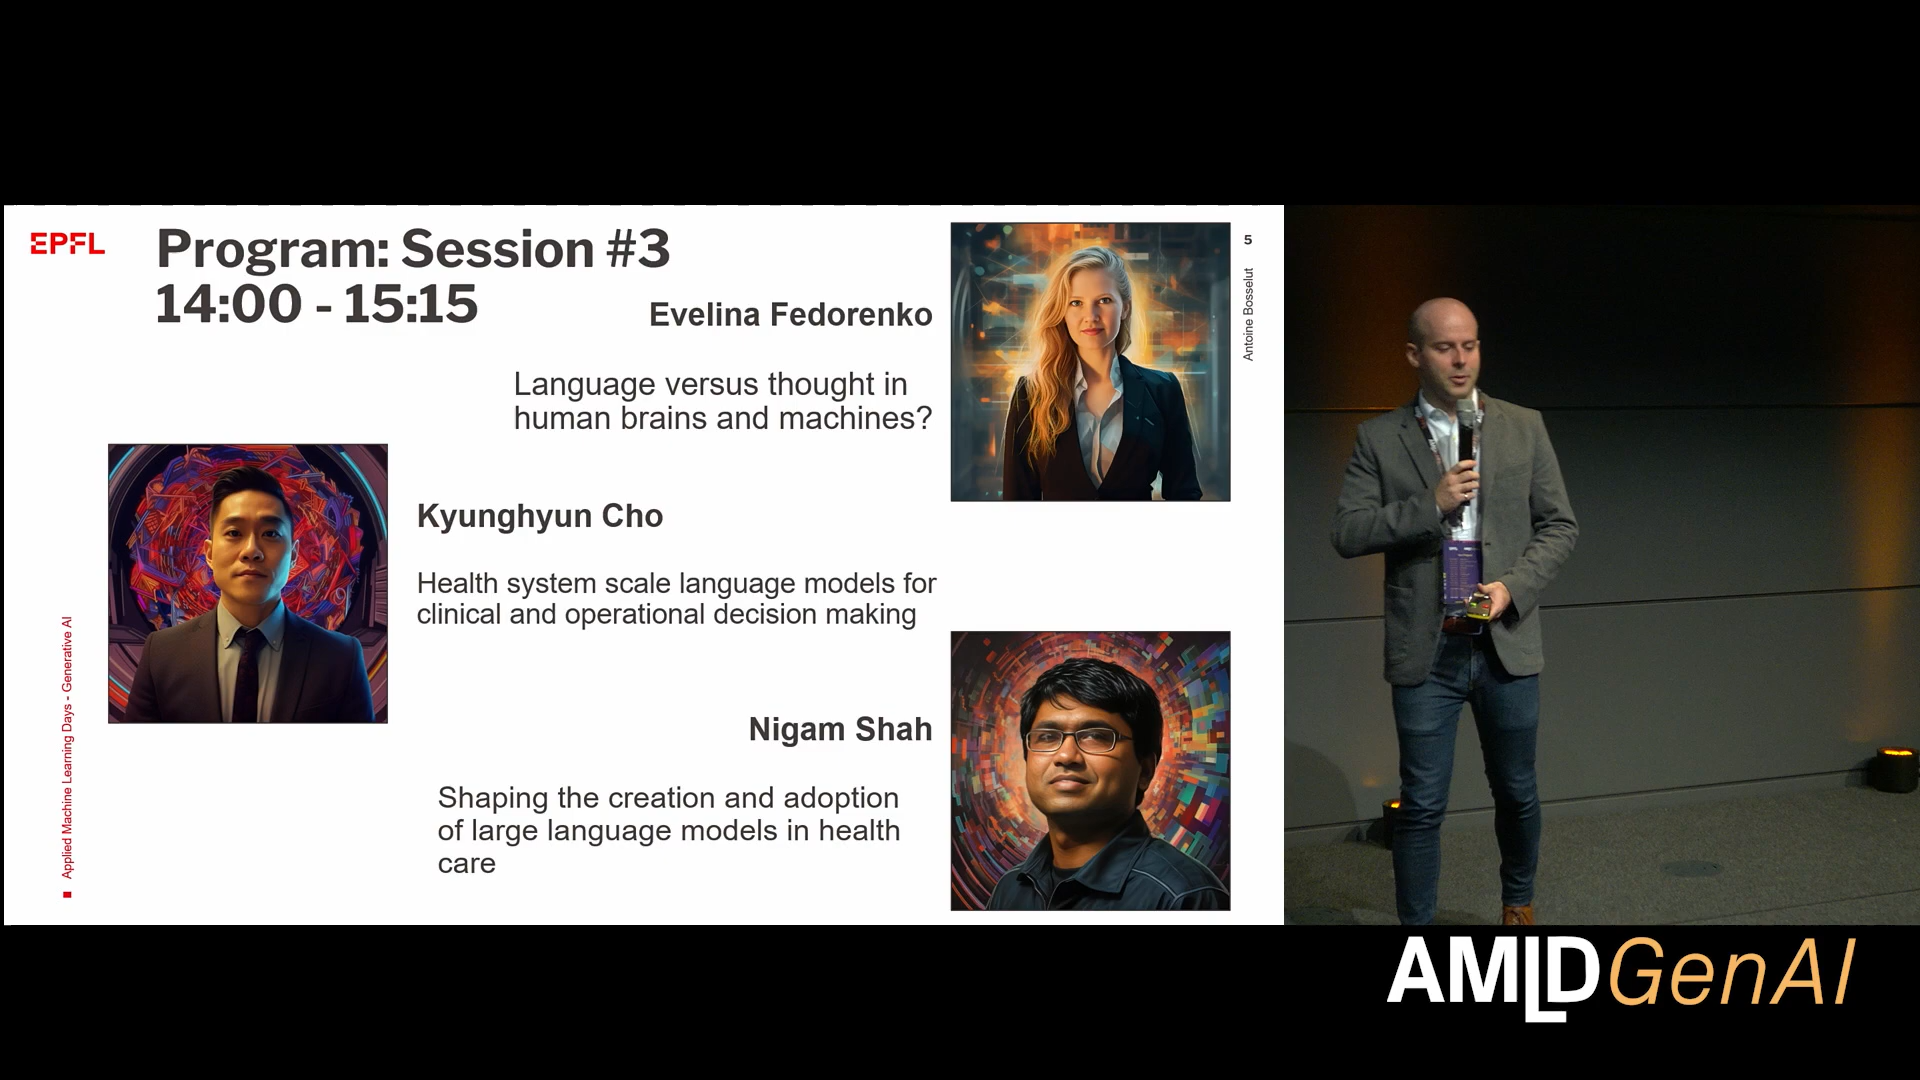 EPFL
Program: Session #3
14:00 - 15:15
5
Antoine Bosselut
Evelina Fedorenko
Language versus thought in
human brains and machines?
Kyunghyun Cho
Health system scale language models for
clinical and operational decision making
Nigam Shah
Shaping the creation and adoption
of large language models in health
care
Applied Machine Learning Days - Generative AI
EPFL
AMLDGenAI